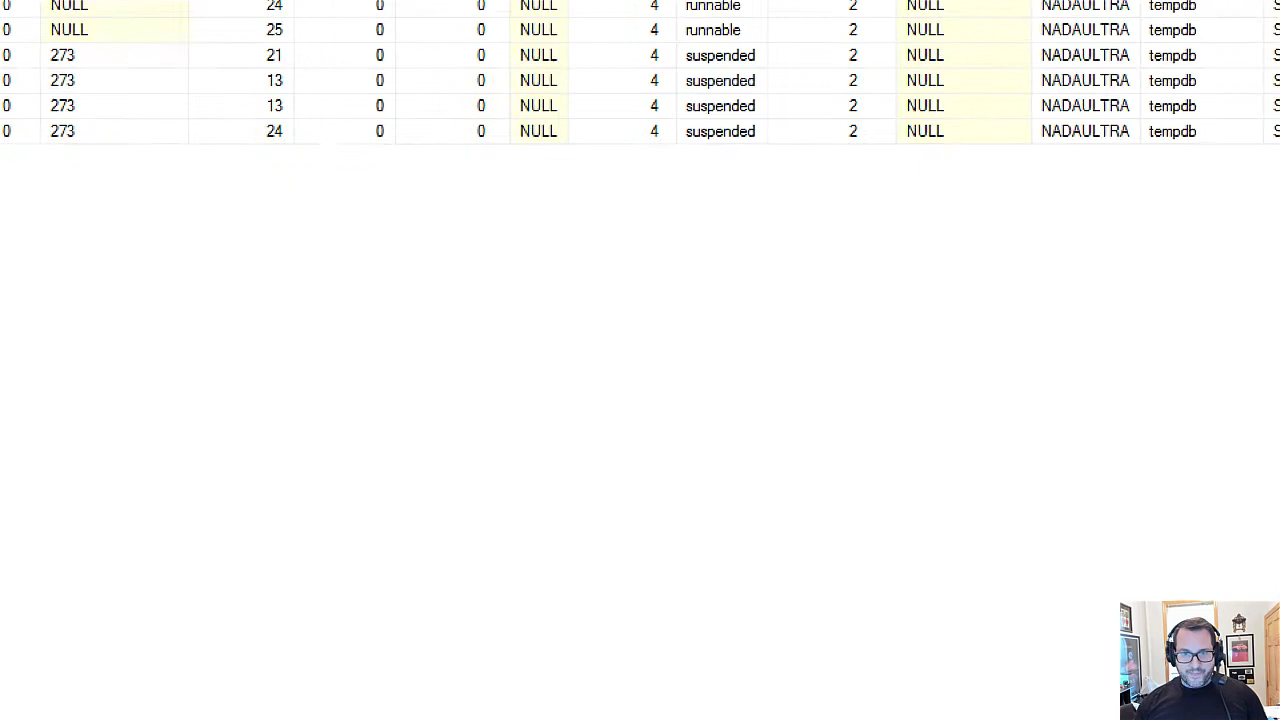 NULL 24 0 0 NULL 4 runnable 2 NULL NADAULTRA tempdb S
0 NULL 25 0 0 NULL 4 runnable 2 NULL NADAULTRA tempdb S
0 273 21 0 0 NULL 4 suspended 2 NULL NADAULTRA tempdb S
0 273 13 0 0 NULL 4 suspended 2 NULL NADAULTRA tempdb S
0 273 13 0 0 NULL 4 suspended 2 NULL NADAULTRA tempdb S
0 273 24 0 0 NULL 4 suspended 2 NULL NADAULTRA tempdb S